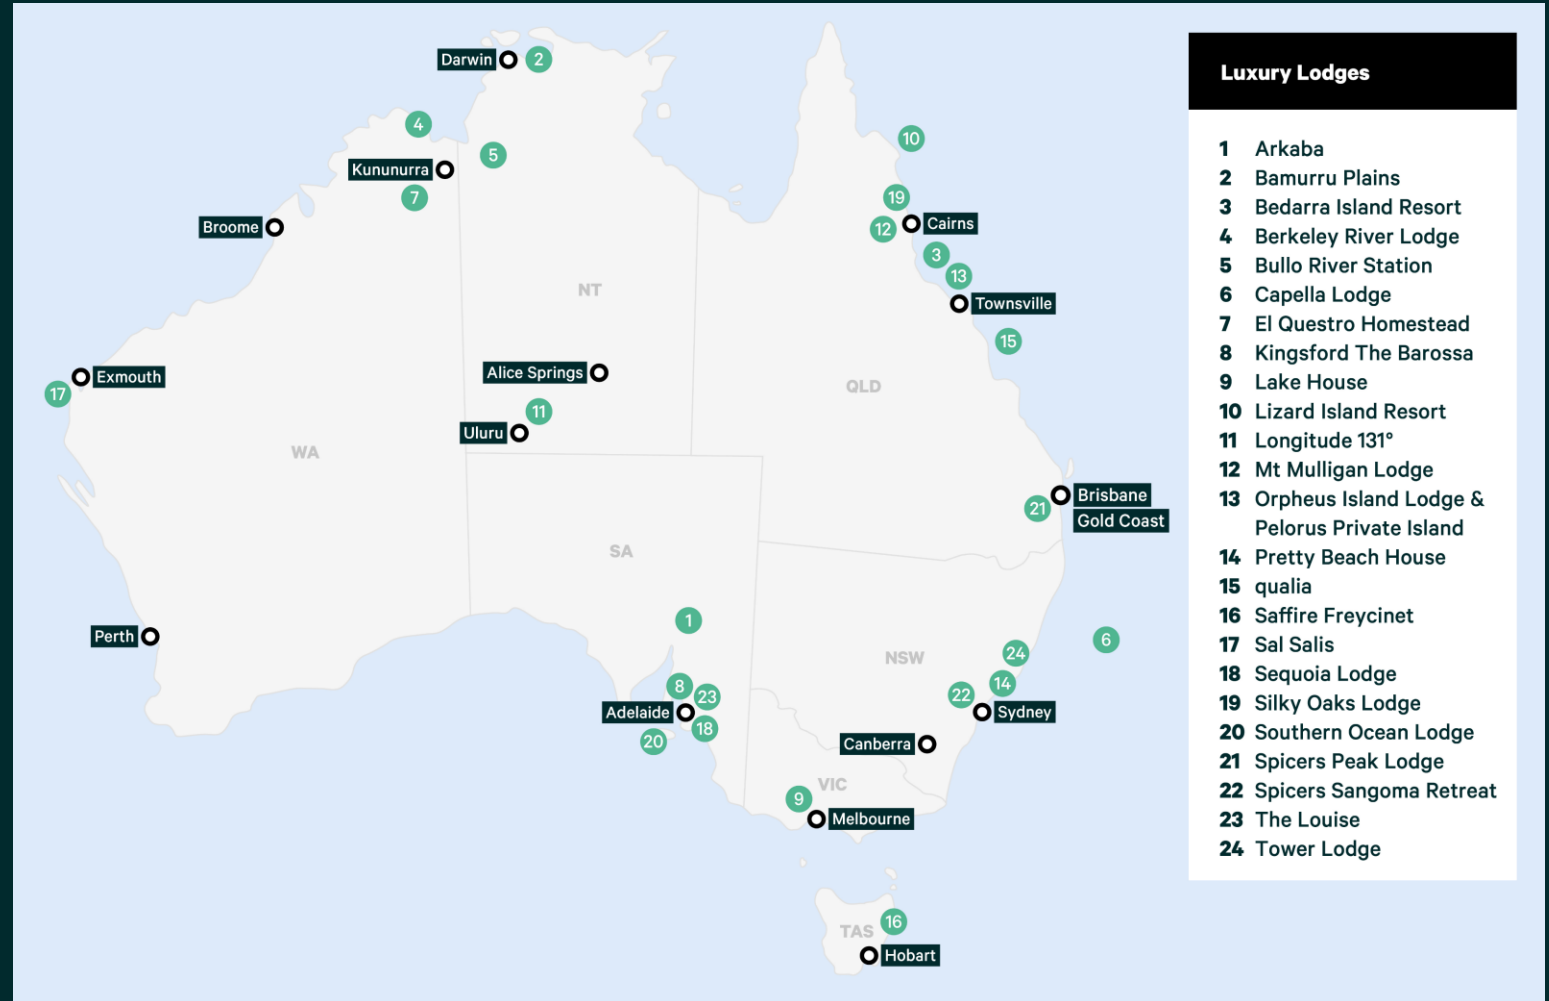 Luxury Lodges
1 Arkaba
2 Bamurru Plains
3 Bedarra Island Resort
4 Berkeley River Lodge
5 Bullo River Station
6 Capella Lodge
7 El Questro Homestead
8 Kingsford The Barossa
9 Lake House
10 Lizard Island Resort
11 Longitude 131°
12 Mt Mulligan Lodge
13 Orpheus Island Lodge &
Pelorus Private Island
14 Pretty Beach House
15 qualia
16 Saffire Freycinet
17 Sal Salis
18 Sequoia Lodge
19 Silky Oaks Lodge
20 Southern Ocean Lodge
21 Spicers Peak Lodge
22 Spicers Sangoma Retreat
23 The Louise
24 Tower Lodge
Darwin
2
4
10
5
Kununurra
7
19
Broome
12
Cairns
3
13
NT
Townsville
15
Alice Springs
Exmouth
QLD
17
11
Uluru
WA
Brisbane
21
Gold Coast
SA
1
Perth
6
24
NSW
14
8
22
23
Adelaide
Sydney
18
20
Canberra
VIC
9
Melbourne
16
TAS
Hobart